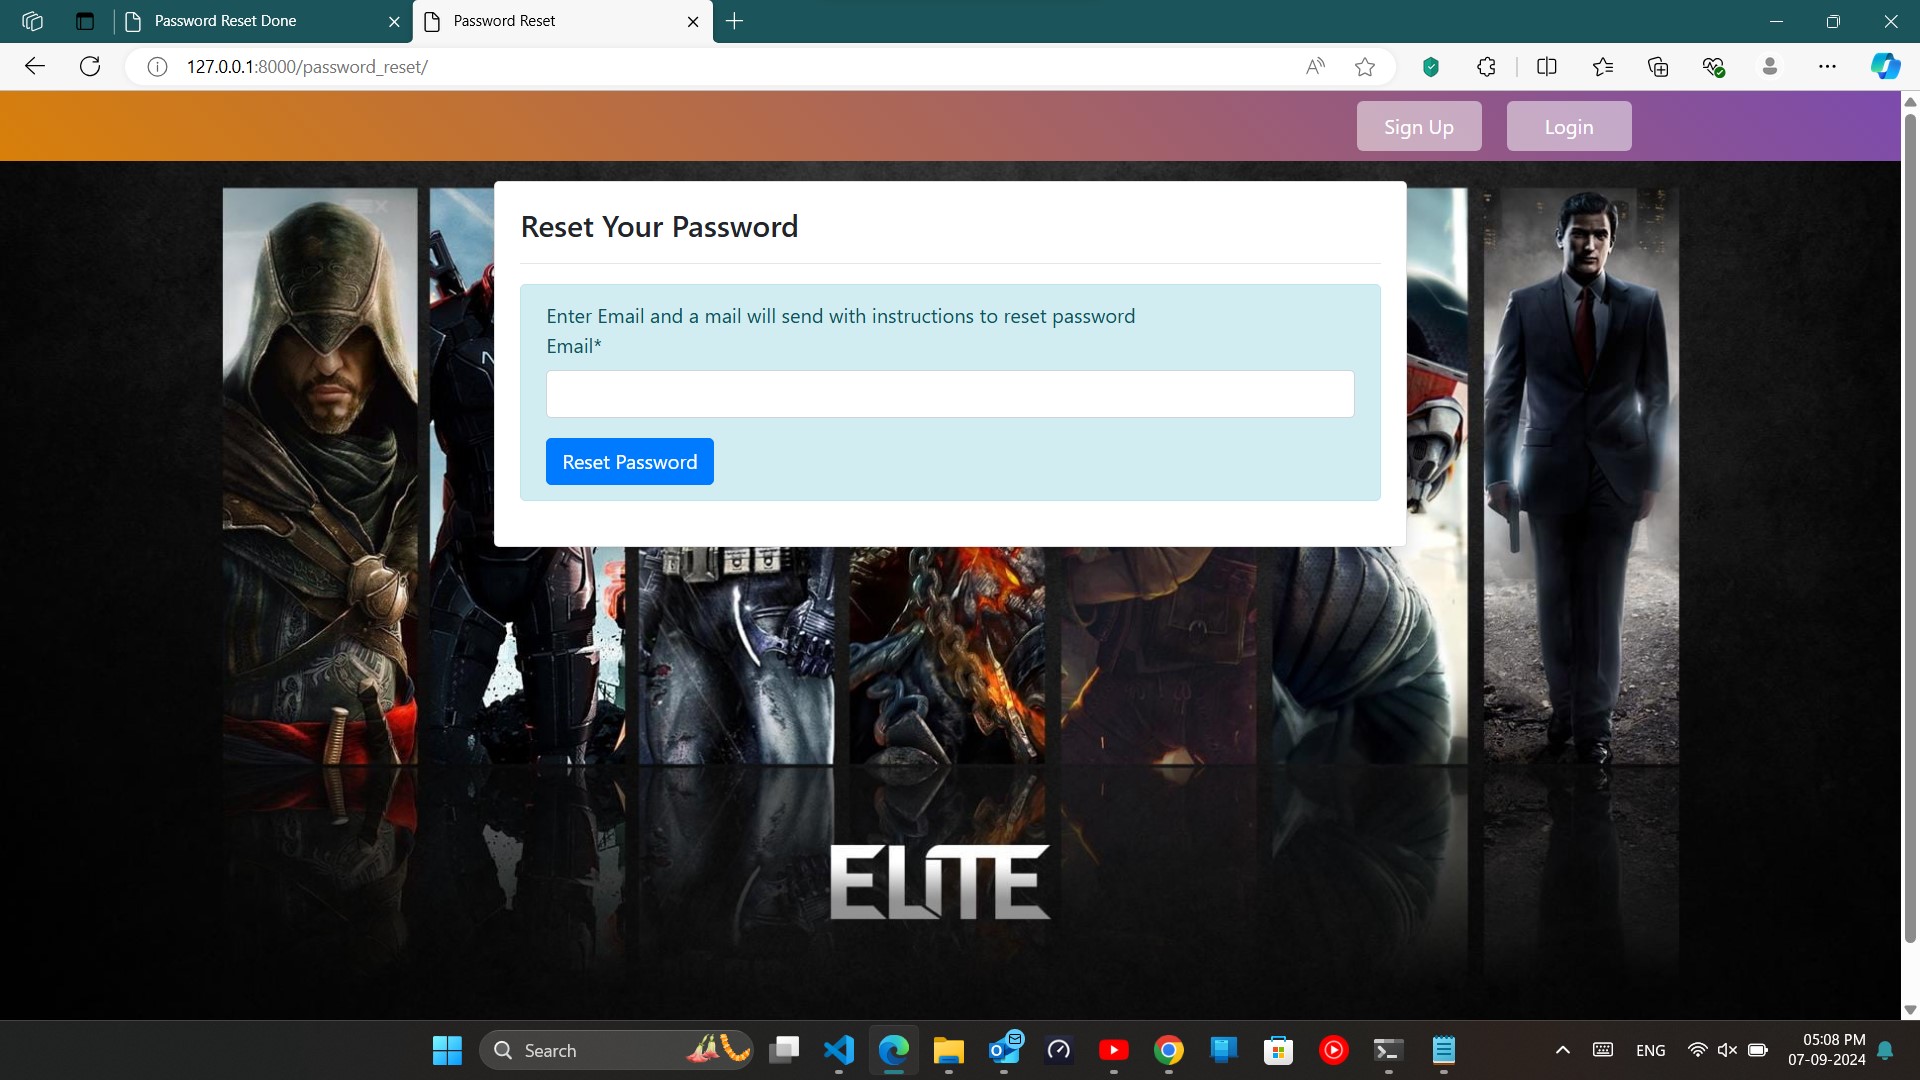 Password Reset Done
Password Reset
127.0.0.1:8000/password_reset/
Sign Up
Login
Reset Your Password
Enter Email and a mail will send with instructions to reset password
Email*
Reset Password
ELITE
Search
ENG
05:08 PM
07-09-2024